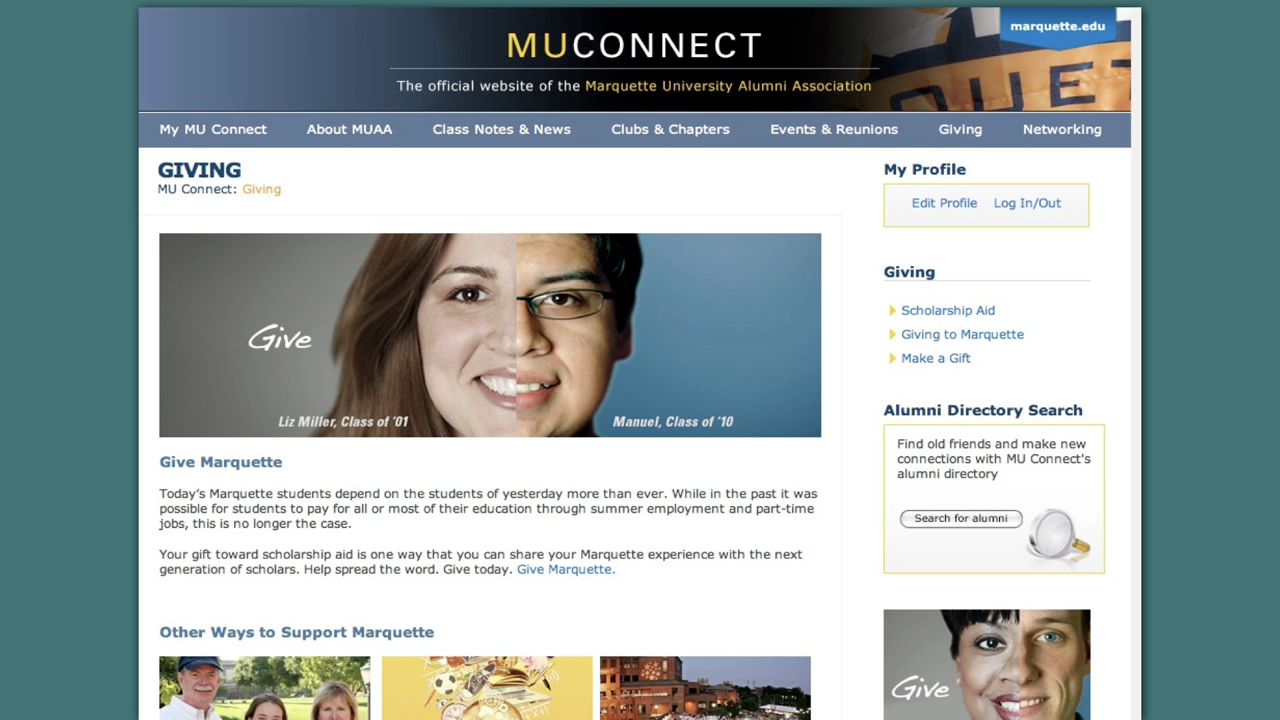 marquette.edu
MUCONNECT
The official website of the Marquette University Alumni Association
QUET
My MU Connect About MUAA Class Notes & News Clubs & Chapters Events & Reunions Giving Networking
GIVING
MU Connect: Giving
Give
Liz Miller, Class of '01
Manuel, Class of '10
Give Marquette
Today's Marquette students depend on the students of yesterday more than ever. While in the past it was
possible for students to pay for all or most of their education through summer employment and part-time
jobs, this is no longer the case.
Your gift toward scholarship aid is one way that you can share your Marquette experience with the next
generation of scholars. Help spread the word. Give today. Give Marquette.
Other Ways to Support Marquette
My Profile
Edit Profile Log In/Out
Giving
Scholarship Aid
Giving to Marquette
Make a Gift
Alumni Directory Search
Find old friends and make new
connections with MU Connect's
alumni directory
Search for alumni
Give